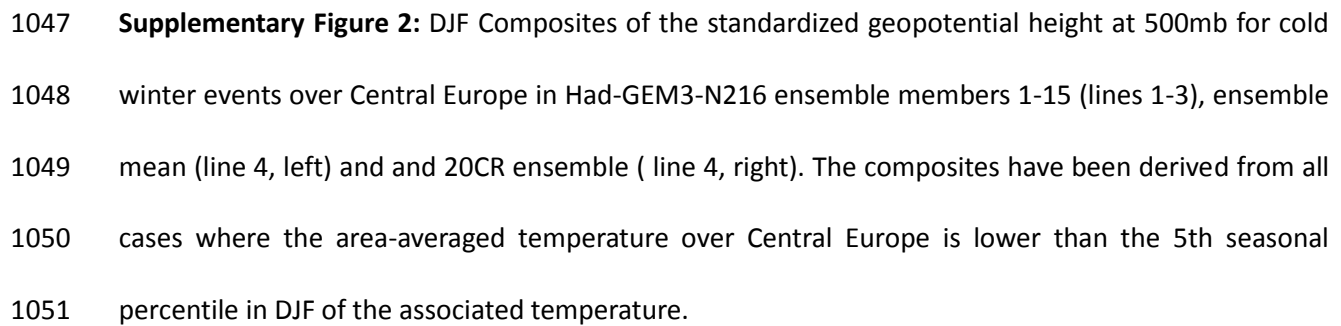 1047 Supplementary Figure 2: DJF Composites of the standardized geopotential height at 500mb for cold
1048 winter events over Central Europe in Had-GEM3-N216 ensemble members 1-15 (lines 1-3), ensemble
1049 mean (line 4, left) and and 20CR ensemble ( line 4, right). The composites have been derived from all
1050 cases where the area-averaged temperature over Central Europe is lower than the 5th seasonal
1051 percentile in DJF of the associated temperature.